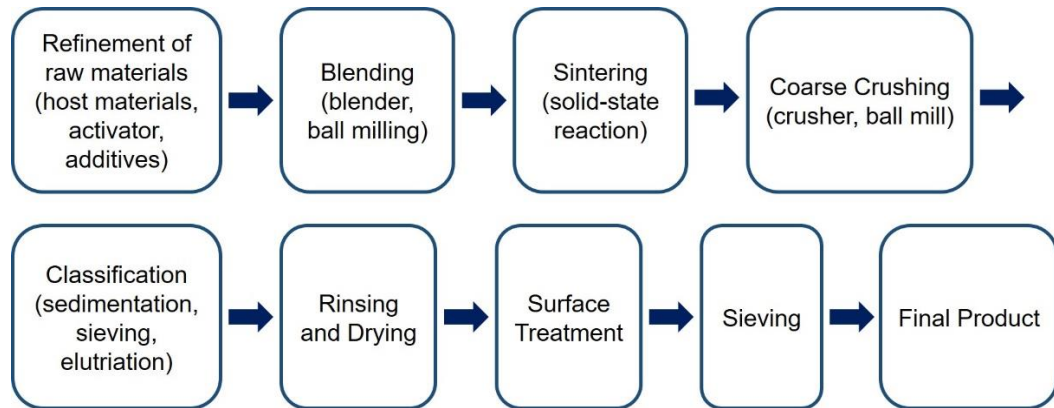 Refinement of
raw materials
(host materials,
activator,
additives)
Blending
(blender,
ball milling)
Sintering
(solid-state
reaction)
Coarse Crushing
(crusher, ball mill)
Classification
(sedimentation,
sieving,
elutriation)
Rinsing
and Drying
Surface
Treatment
Sieving
Final Product